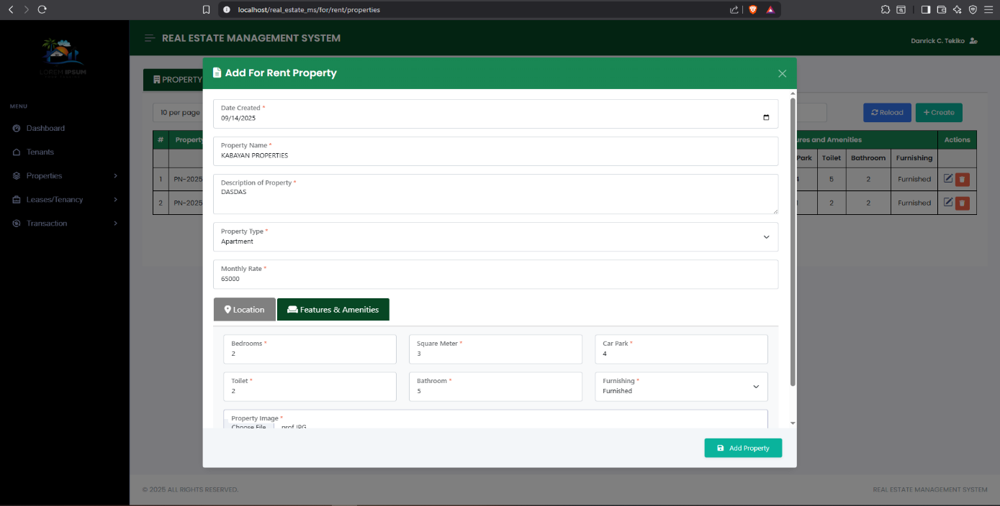 localhost/real_estate_ms/for/rent/properties
LOREM IPSUM
REAL ESTATE MANAGEMENT SYSTEM
Danrick C. Tekiko
MENU
Dashboard
Tenants
Properties
Leases/Tenancy
Transaction
PROPERTY
10 per page
Reload
+ Create
# Property ures and Amenities Actions
Park Toilet Bathroom Furnishing
1 PN-2025 4 5 2 Furnished
2 PN-2025 2 2 Furnished
Add For Rent Property
Date Created *
09/14/2025
Property Name *
KABAYAN PROPERTIES
Description of Property *
DASDAS
Property Type *
Apartment
Monthly Rate *
65000
Location Features & Amenities
Bedrooms * Square Meter * Car Park *
2 3 4
Toilet * Bathroom * Furnishing *
2 5 Furnished
Property Image *
Choose File prof.JPG
Add Property
© 2025 ALL RIGHTS RESERVED. REAL ESTATE MANAGEMENT SYSTEM